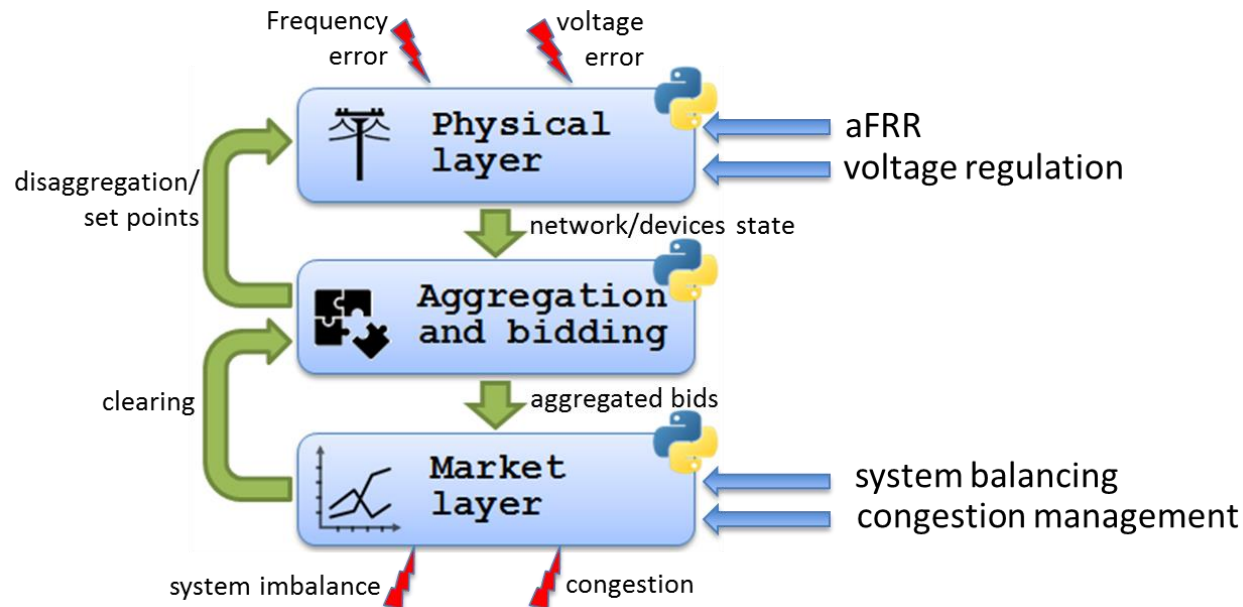 Frequency
error
voltage
error
Physical
layer
aFRR
voltage regulation
disaggregation/
set points
network/devices state
Aggregation
and bidding
clearing
aggregated bids
Market
layer
system balancing
congestion management
system imbalance
congestion